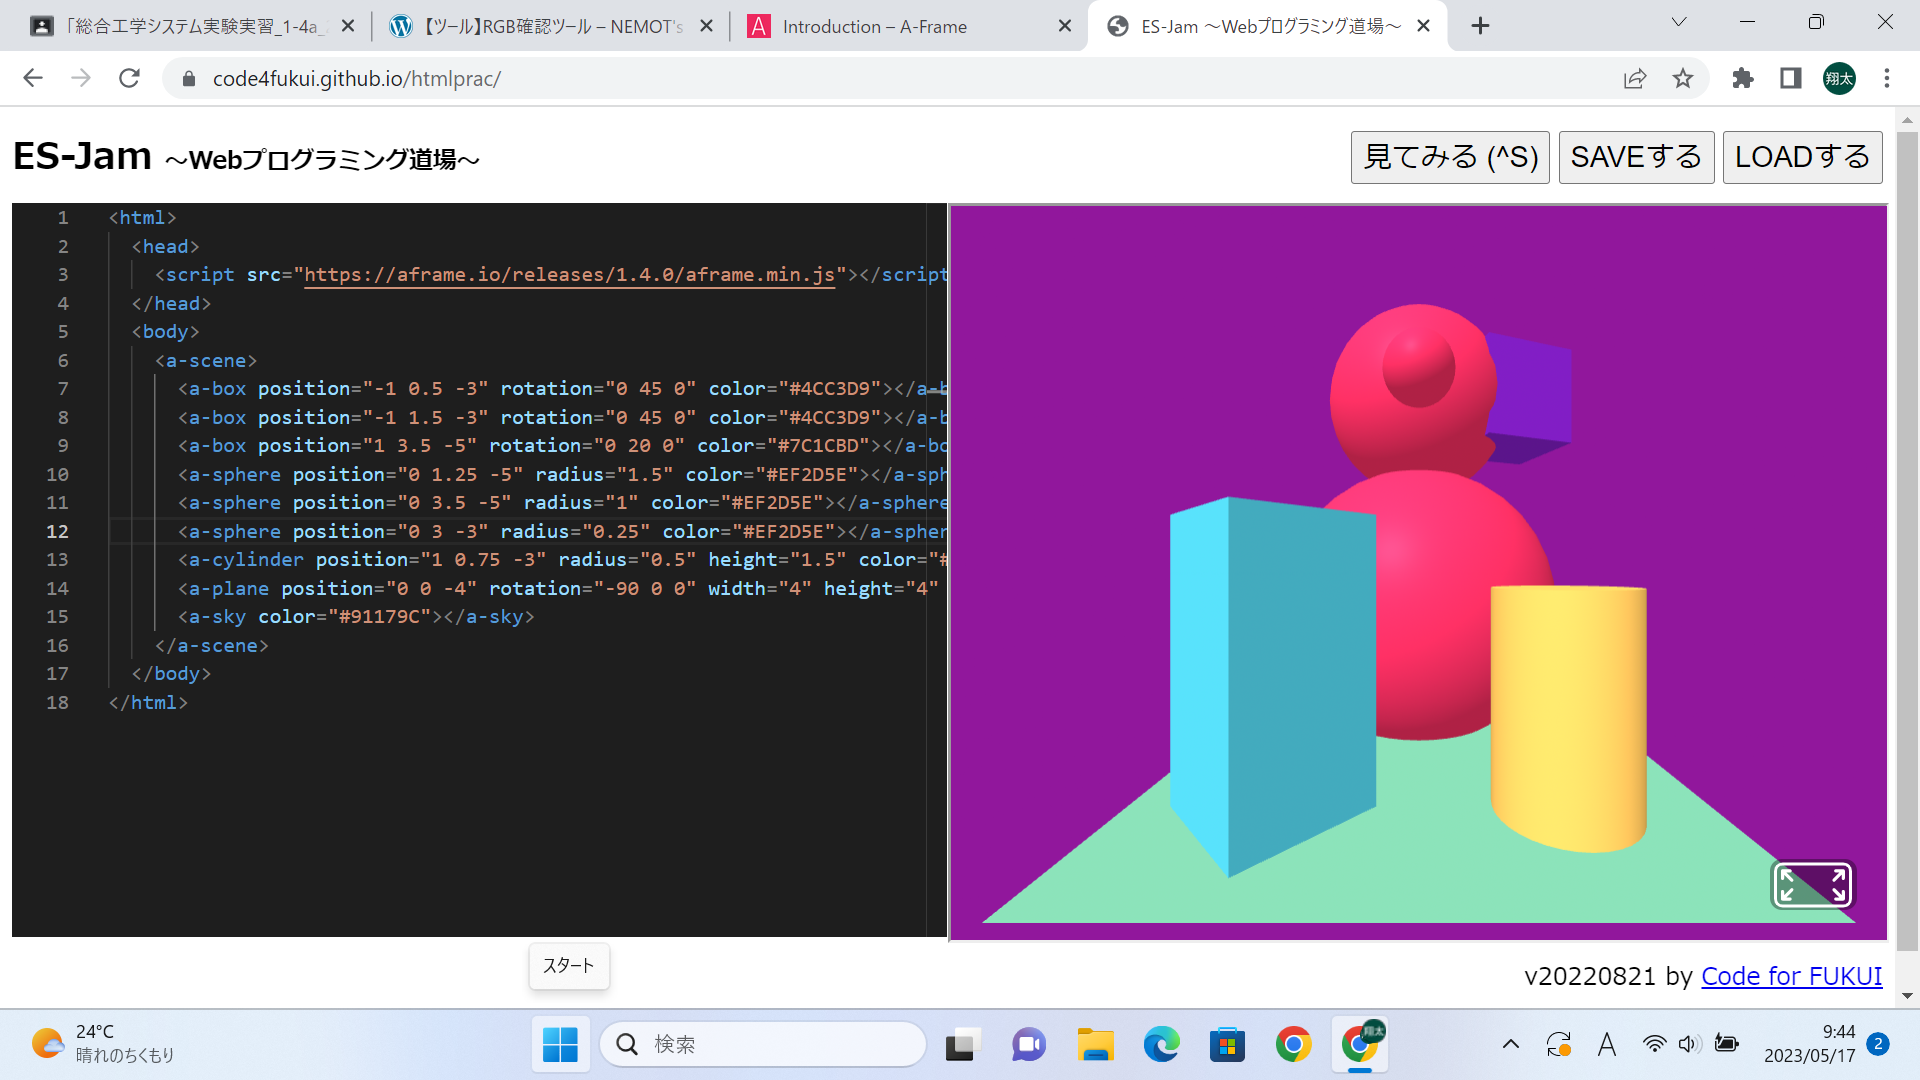 「総合工学システム実験実習_1-4a_
【ツール】RGB確認ツール – NEMOT's
Introduction – A-Frame
ES-Jam ～Webプログラミング道場～
code4fukui.github.io/htmlprac/
翔太
ES-Jam ～Webプログラミング道場～
見てみる (^S)
SAVEする
LOADする
1 <html>
2 <head>
3 <script src="https://aframe.io/releases/1.4.0/aframe.min.js"></script
4 </head>
5 <body>
6 <a-scene>
7 <a-box position="-1 0.5 -3" rotation="0 45 0" color="#4CC3D9"></a-b
8 <a-box position="-1 1.5 -3" rotation="0 45 0" color="#4CC3D9"></a-b
9 <a-box position="1 3.5 -5" rotation="0 20 0" color="#7C1CBD"></a-bo
10 <a-sphere position="0 1.25 -5" radius="1.5" color="#EF2D5E"></a-sph
11 <a-sphere position="0 3.5 -5" radius="1" color="#EF2D5E"></a-sphere
12 <a-sphere position="0 3 -3" radius="0.25" color="#EF2D5E"></a-spher
13 <a-cylinder position="1 0.75 -3" radius="0.5" height="1.5" color="#
14 <a-plane position="0 0 -4" rotation="-90 0 0" width="4" height="4"
15 <a-sky color="#91179C"></a-sky>
16 </a-scene>
17 </body>
18 </html>
スタート
v20220821 by Code for FUKUI
24°C
晴れのちくもり
検索
翔太
A
9:44
2023/05/17
2